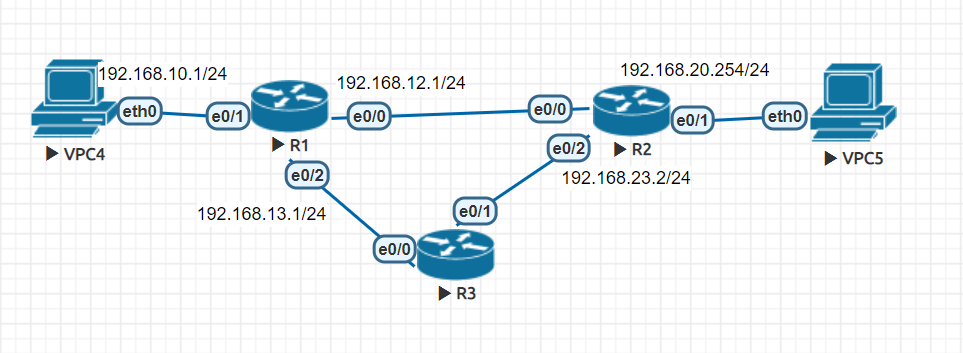 192.168.10.1/24
192.168.12.1/24
192.168.20.254/24
eth0
e0/1
e0/0
e0/0
e0/1
eth0
VPC4
R1
R2
VPC5
e0/2
e0/2
192.168.23.2/24
192.168.13.1/24
e0/1
e0/0
R3